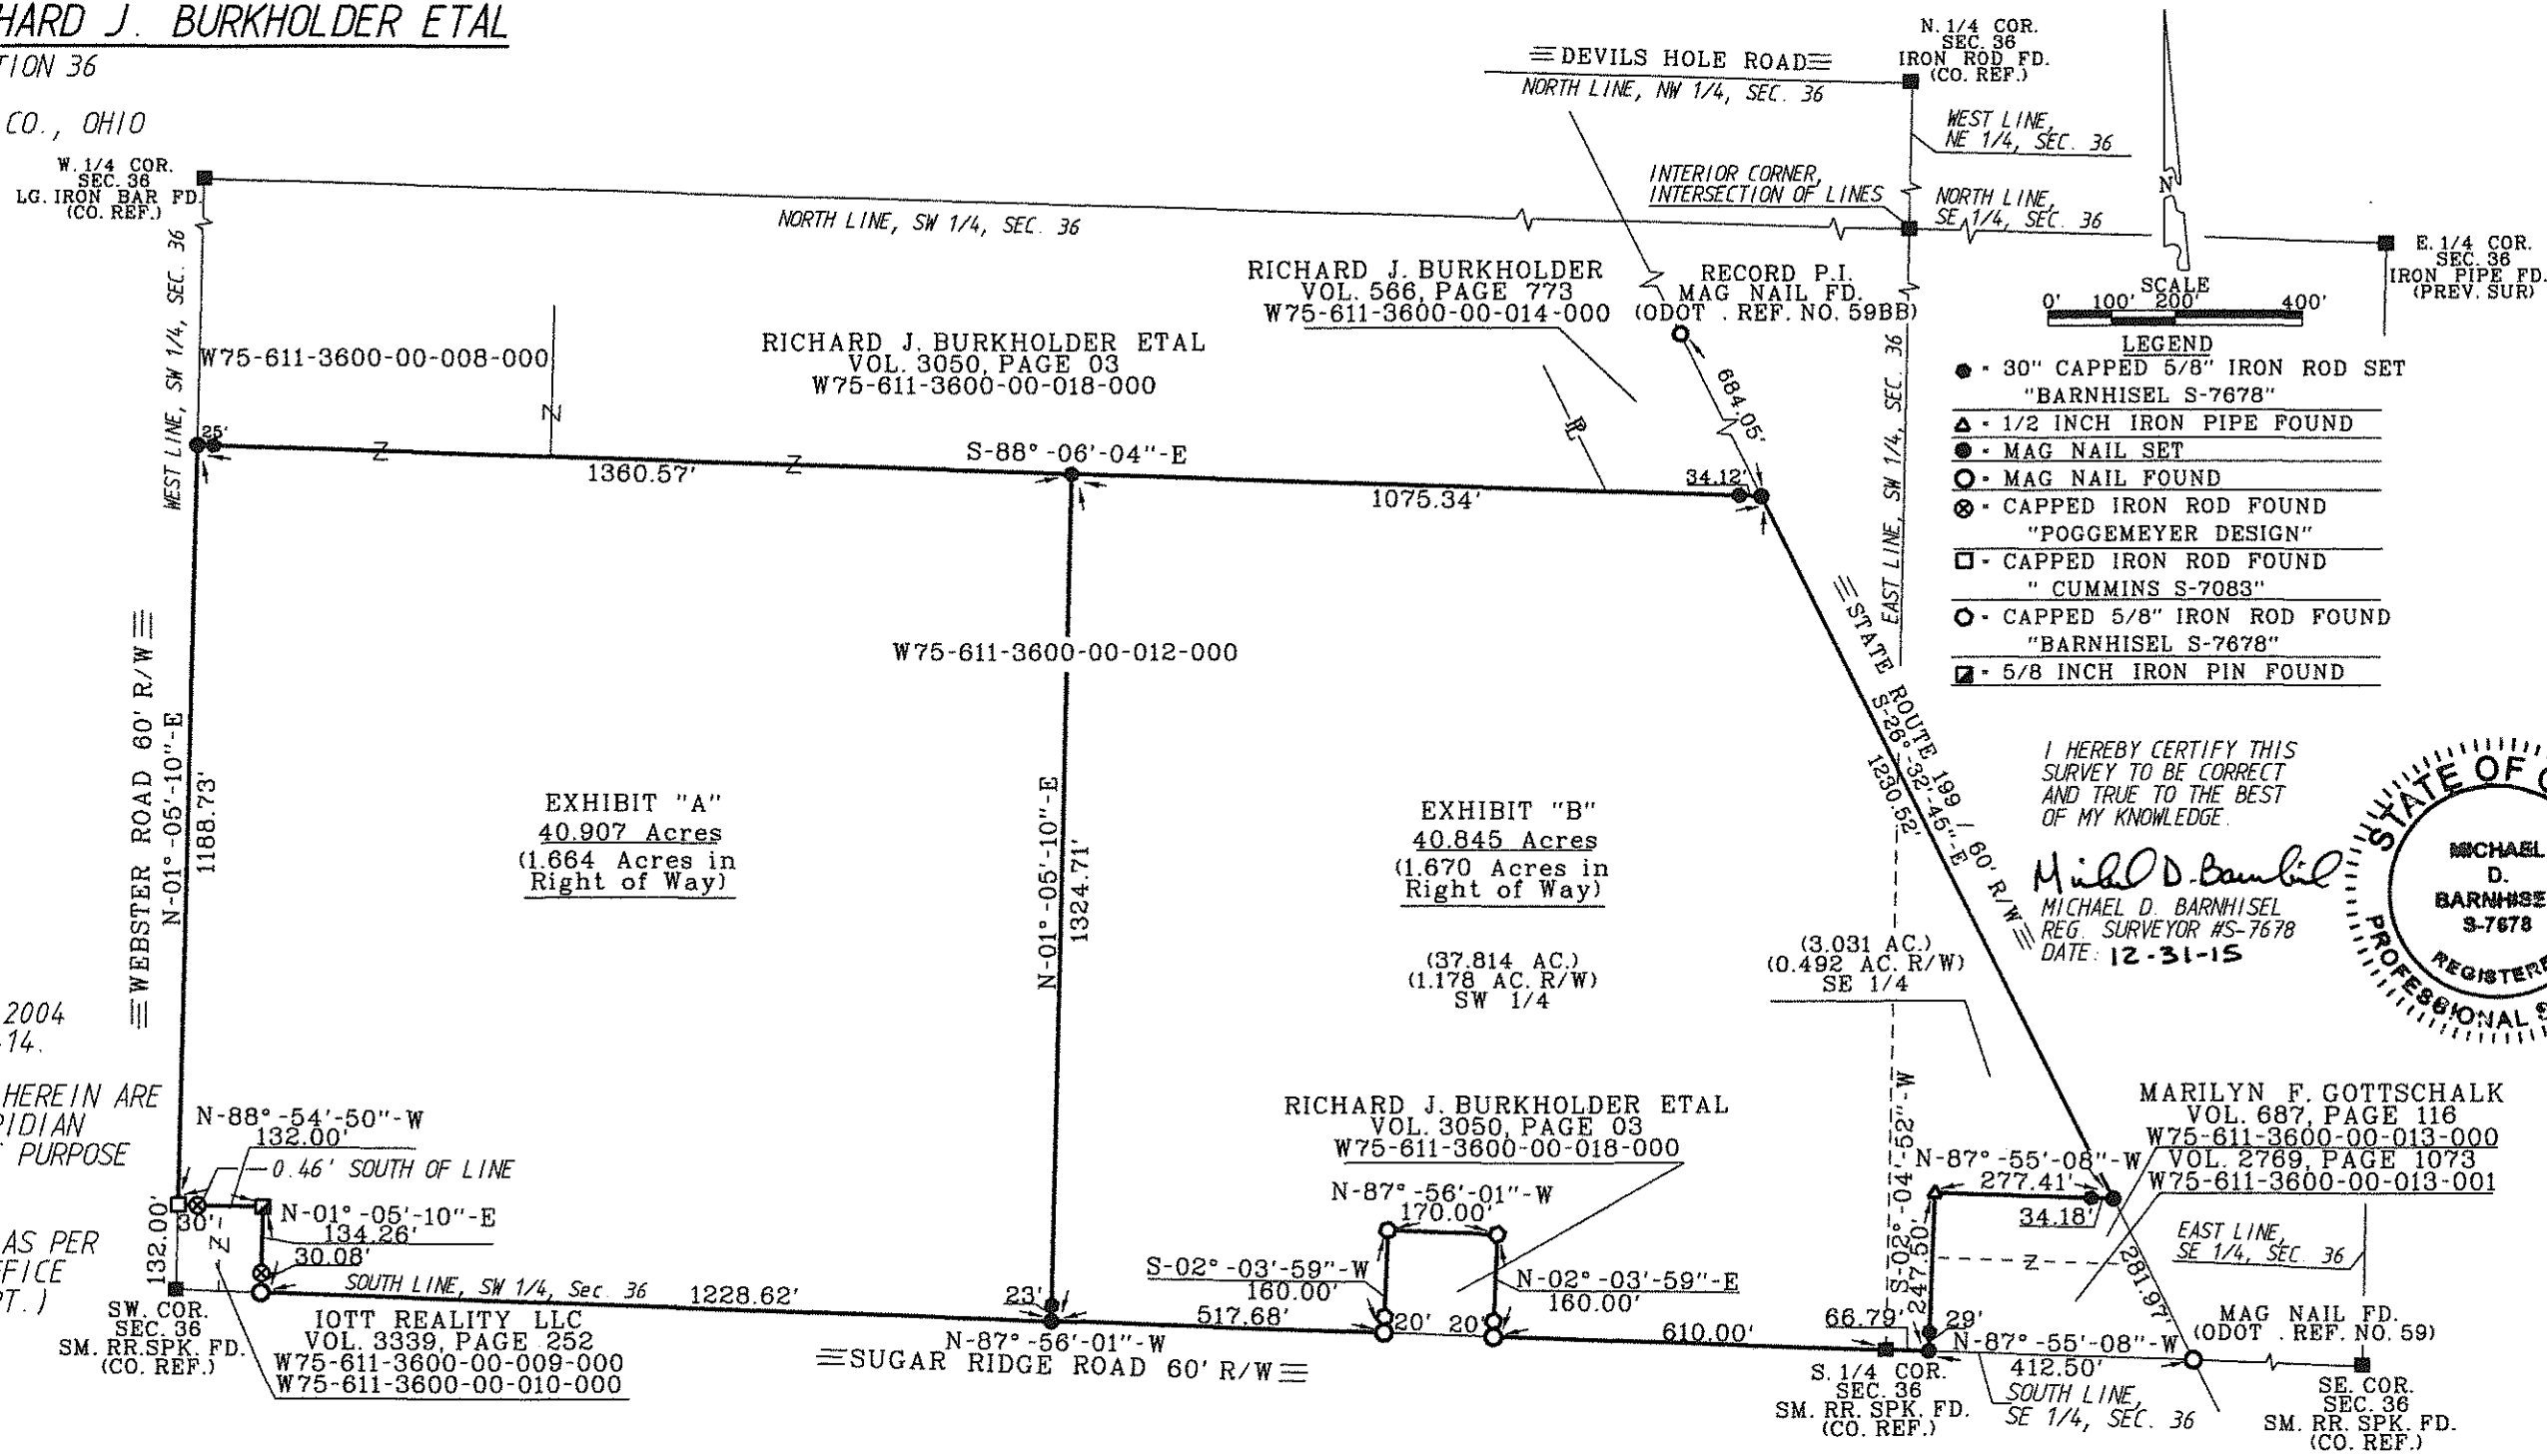 HARD J. BURKHOLDER ETAL
TION 36
CO., OHIO
W. 1/4 COR.
SEC. 36
LG. IRON BAR FD.
(CO. REF.)
NORTH LINE, SW 1/4, SEC. 36
WEST LINE, SW 1/4, SEC. 36
DEVILS HOLE ROAD
NORTH LINE, NW 1/4, SEC. 36
N. 1/4 COR.
SEC. 36
IRON ROD FD.
(CO. REF.)
WEST LINE,
NE 1/4, SEC. 36
INTERIOR CORNER,
INTERSECTION OF LINES
NORTH LINE,
SE 1/4, SEC. 36
N
E. 1/4 COR.
SEC. 36
IRON PIPE FD.
(PREV. SUR)
SCALE
0' 100' 200' 400'
LEGEND
- 30" CAPPED 5/8" IRON ROD SET
"BARNHISEL S-7678"
- 1/2 INCH IRON PIPE FOUND
- MAG NAIL SET
- MAG NAIL FOUND
- CAPPED IRON ROD FOUND
"POGGEMEYER DESIGN"
- CAPPED IRON ROD FOUND
" CUMMINS S-7083"
- CAPPED 5/8" IRON ROD FOUND
"BARNHISEL S-7678"
- 5/8 INCH IRON PIN FOUND
W75-611-3600-00-008-000
RICHARD J. BURKHOLDER ETAL
VOL. 3050, PAGE 03
W75-611-3600-00-018-000
RICHARD J. BURKHOLDER
VOL. 566, PAGE 773
W75-611-3600-00-014-000
RECORD P.I.
MAG NAIL FD.
(ODOT . REF. NO. 59BB)
684.05'
EAST LINE, SW 1/4, SEC. 36
PL
25'
Z
Z
Z
S-88°-06'-04"-E
1360.57'
1075.34'
34.12'
W75-611-3600-00-012-000
WEBSTER ROAD 60' R/W
N-01°-05'-10"-E
1188.73'
EXHIBIT "A"
40.907 Acres
(1.664 Acres in
Right of Way)
N-01°-05'-10"-E
1324.71'
EXHIBIT "B"
40.845 Acres
(1.670 Acres in
Right of Way)
(37.814 AC.)
(1.178 AC. R/W)
SW 1/4
STATE ROUTE 199 / 60' R/W
S-26°-32'-45"-E
1230.52'
(3.031 AC.)
(0.492 AC. R/W)
SE 1/4
I HEREBY CERTIFY THIS
SURVEY TO BE CORRECT
AND TRUE TO THE BEST
OF MY KNOWLEDGE.
Michael D. Barnhisel
MICHAEL D. BARNHISEL
REG. SURVEYOR #S-7678
DATE: 12-31-15
STATE OF O
MICHAEL
D.
BARNHISE
S-7678
REGISTERE
PROFESSIONAL S
2004
-14.
HEREIN ARE
RIDIAN
PURPOSE
AS PER
FICE
PT.)
N-88°-54'-50"-W
132.00'
0.46' SOUTH OF LINE
30'
Z
N-01°-05'-10"-E
134.26'
30.08'
132.00'
SW. COR.
SEC. 36
SM. RR.SPK. FD.
(CO. REF.)
SOUTH LINE, SW 1/4, Sec. 36
1228.62'
IOTT REALITY LLC
VOL. 3339, PAGE 252
W75-611-3600-00-009-000
W75-611-3600-00-010-000
23'
N-87°-56'-01"-W
SUGAR RIDGE ROAD 60' R/W
517.68'
RICHARD J. BURKHOLDER ETAL
VOL. 3050, PAGE 03
W75-611-3600-00-018-000
N-87°-56'-01"-W
170.00'
S-02°-03'-59"-W
160.00'
N-02°-03'-59"-E
160.00'
20' 20'
610.00'
66.79'
S-02°-04'-52"-W
247.50'
N-87°-55'-08"-W
277.41'
34.18'
Z
29'
N-87°-55'-08"-W
412.50'
281.97'
MARILYN F. GOTTSCHALK
VOL. 687, PAGE 116
W75-611-3600-00-013-000
VOL. 2769, PAGE 1073
W75-611-3600-00-013-001
EAST LINE,
SE 1/4, SEC. 36
MAG NAIL FD.
(ODOT . REF. NO. 59)
S. 1/4 COR.
SEC. 36
SM. RR. SPK. FD.
(CO. REF.)
SOUTH LINE,
SE 1/4, SEC. 36
SE. COR.
SEC. 36
SM. RR. SPK. FD.
(CO. REF.)